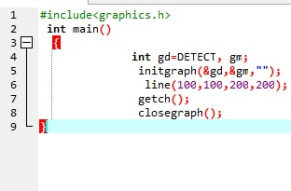 1 #include<graphics.h>
2 int main()
3 {
4 int gd=DETECT, gm;
5 initgraph(&gd,&gm,"");
6 line(100,100,200,200);
7 getch();
8 closegraph();
9 }